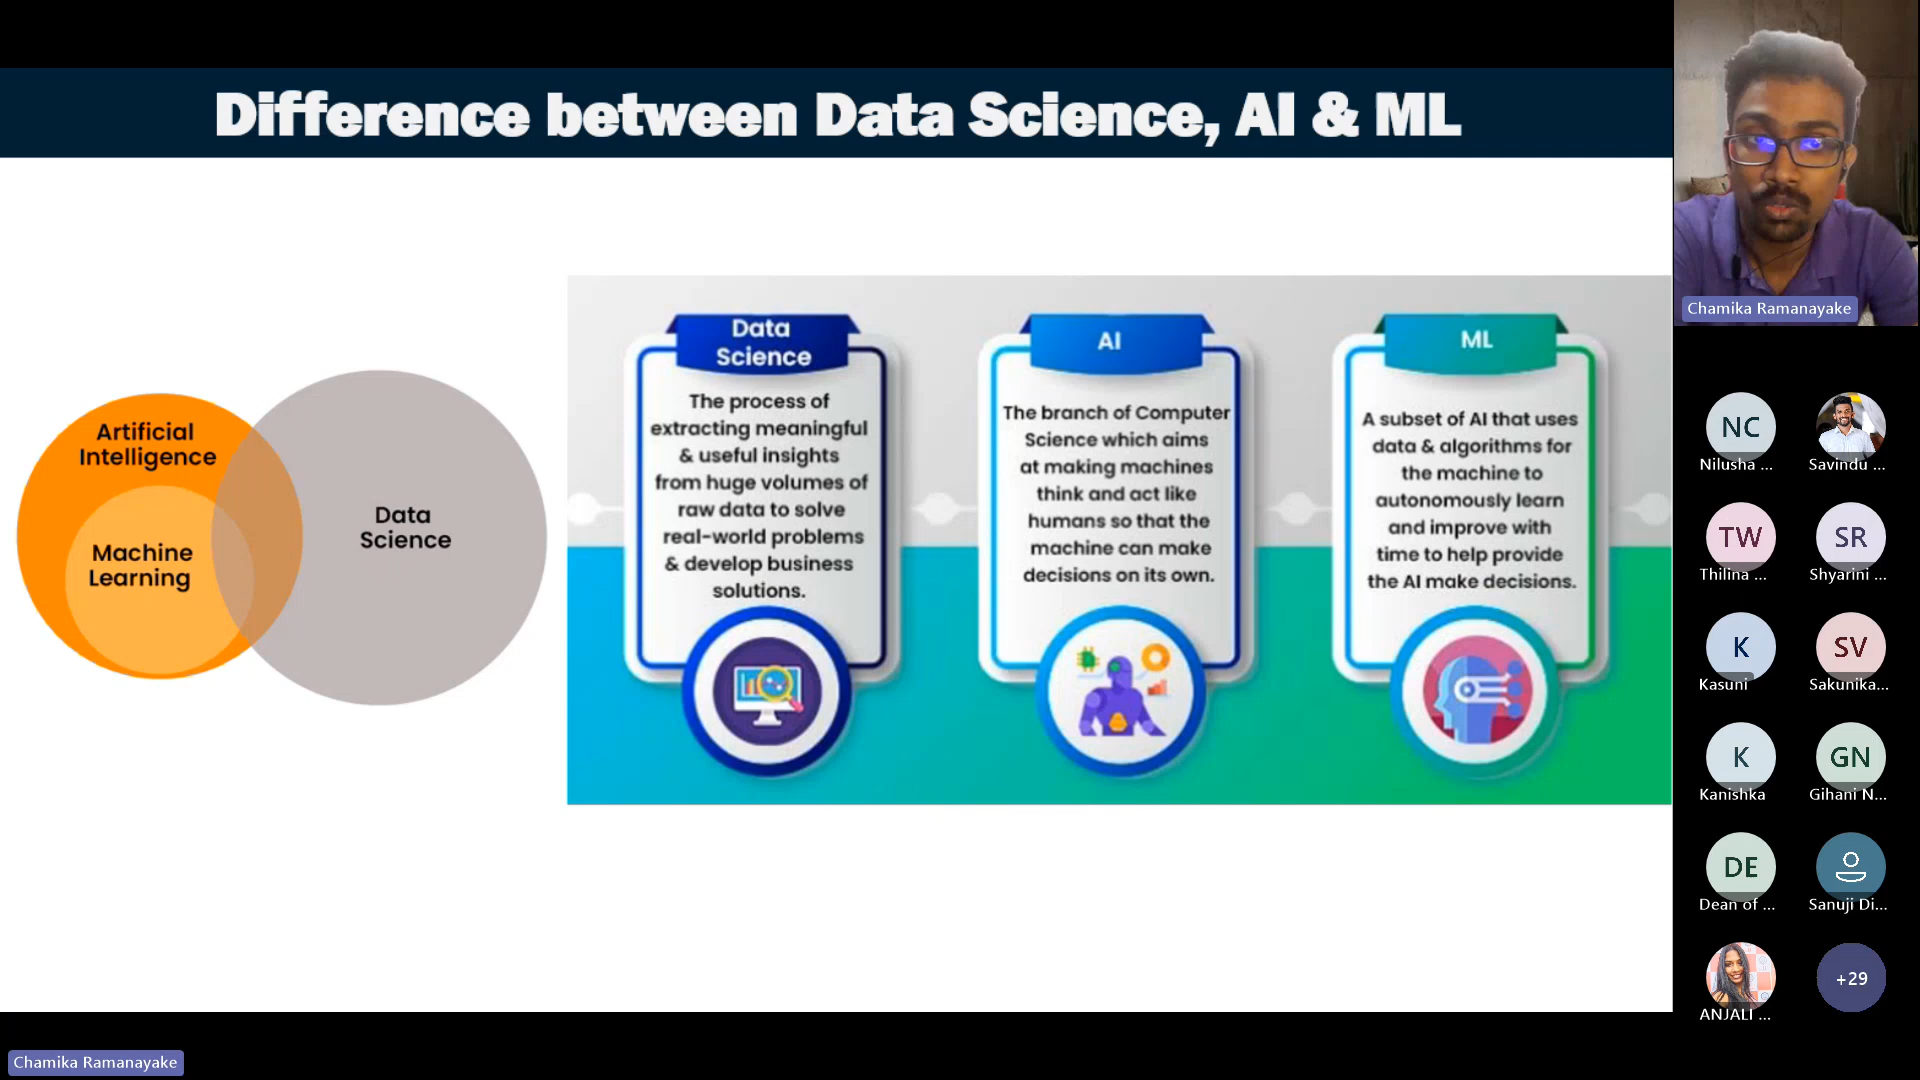 Difference between Data Science, AI & ML
Artificial
Intelligence
Machine
Learning
Data
Science
Data
Science
The process of
extracting meaningful
& useful insights
from huge volumes of
raw data to solve
real-world problems
& develop business
solutions.
AI
The branch of Computer
Science which aims
at making machines
think and act like
humans so that the
machine can make
decisions on its own.
ML
A subset of AI that uses
data & algorithms for
the machine to
autonomously learn
and improve with
time to help provide
the AI make decisions.
Chamika Ramanayake
NC
Nilusha ...
Savindu ...
TW
Thilina ...
SR
Shyarini ...
K
Kasuni
SV
Sakunika...
K
Kanishka
GN
Gihani N...
DE
Dean of ...
Sanuji Di...
ANJALI ...
+29
Chamika Ramanayake